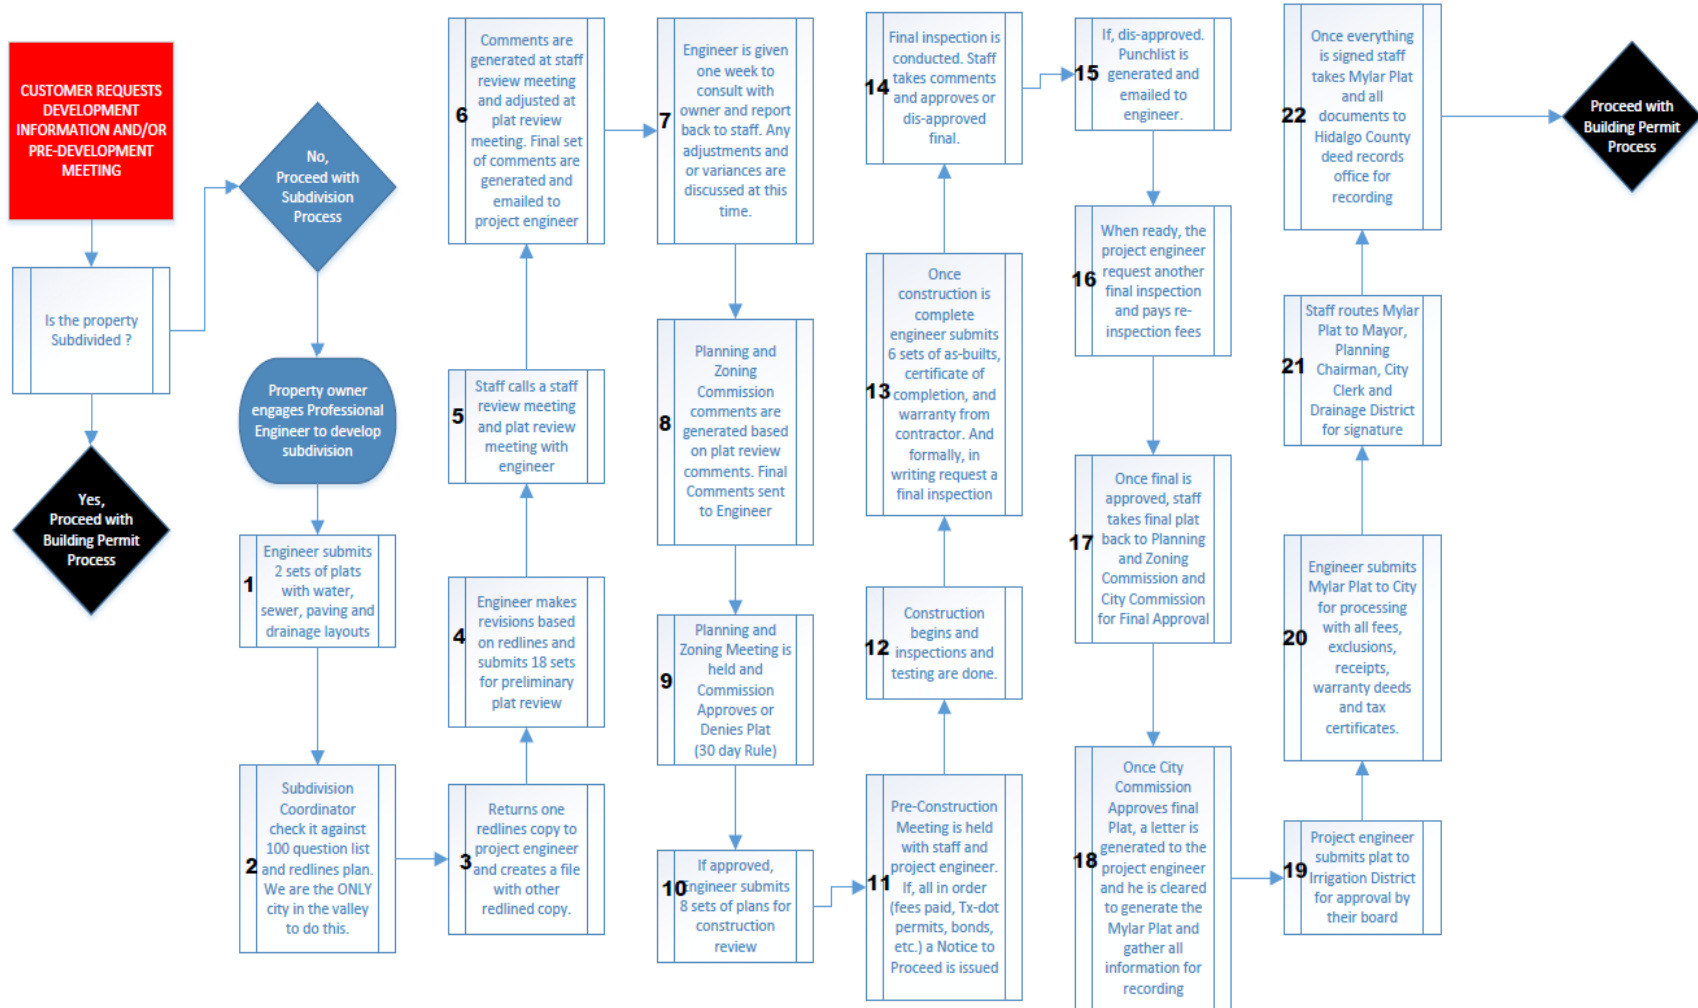 CUSTOMER REQUESTS
DEVELOPMENT
INFORMATION AND/OR
PRE-DEVELOPMENT
MEETING
Is the property
Subdivided ?
Yes,
Proceed with
Building Permit
Process
No,
Proceed with
Subdivision
Process
Property owner
engages Professional
Engineer to develop
subdivision
1
Engineer submits
2 sets of plats
with water,
sewer, paving and
drainage layouts
2
Subdivision
Coordinator
check it against
100 question list
and redlines plan.
We are the ONLY
city in the valley
to do this.
3
Returns one
redlines copy to
project engineer
and creates a file
with other
redlined copy.
4
Engineer makes
revisions based
on redlines and
submits 18 sets
for preliminary
plat review
5
Staff calls a staff
review meeting
and plat review
meeting with
engineer
6
Comments are
generated at staff
review meeting
and adjusted at
plat review
meeting. Final set
of comments are
generated and
emailed to
project engineer
7
Engineer is given
one week to
consult with
owner and report
back to staff. Any
adjustments and
or variances are
discussed at this
time.
8
Planning and
Zoning
Commission
comments are
generated based
on plat review
comments. Final
Comments sent
to Engineer
9
Planning and
Zoning Meeting is
held and
Commission
Approves or
Denies Plat
(30 day Rule)
10
If approved,
Engineer submits
8 sets of plans for
construction
review
11
Pre-Construction
Meeting is held
with staff and
project engineer.
If, all in order
(fees paid, Tx-dot
permits, bonds,
etc.) a Notice to
Proceed is issued
12
Construction
begins and
inspections and
testing are done.
13
Once
construction is
complete
engineer submits
6 sets of as-builts,
certificate of
completion, and
warranty from
contractor. And
formally, in
writing request a
final inspection
14
Final inspection is
conducted. Staff
takes comments
and approves or
dis-approved
final.
15
If, dis-approved.
Punchlist is
generated and
emailed to
engineer.
16
When ready, the
project engineer
request another
final inspection
and pays re-
inspection fees
17
Once final is
approved, staff
takes final plat
back to Planning
and Zoning
Commission and
City Commission
for Final Approval
18
Once City
Commission
Approves final
Plat, a letter is
generated to the
project engineer
and he is cleared
to generate the
Mylar Plat and
gather all
information for
recording
19
Project engineer
submits plat to
Irrigation District
for approval by
their board
20
Engineer submits
Mylar Plat to City
for processing
with all fees,
exclusions,
receipts,
warranty deeds
and tax
certificates.
21
Staff routes Mylar
Plat to Mayor,
Planning
Chairman, City
Clerk and
Drainage District
for signature
22
Once everything
is signed staff
takes Mylar Plat
and all
documents to
Hidalgo County
deed records
office for
recording
Proceed with
Building Permit
Process